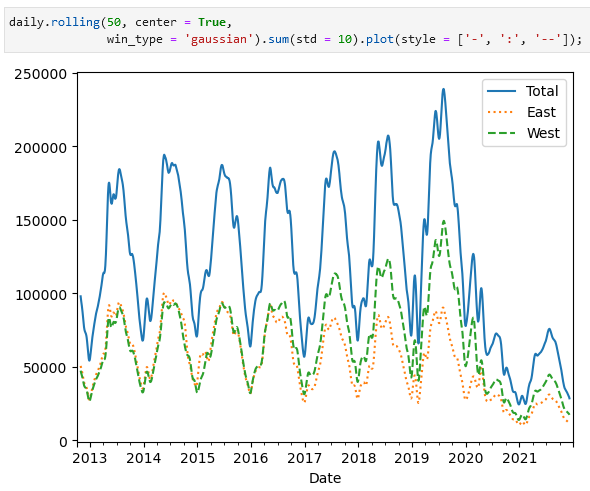 daily.rolling(50, center = True,
win_type = 'gaussian').sum(std = 10).plot(style = ['-', ':', '--']);
250000
200000
150000
100000
50000
0
Total
East
West
2013 2014 2015 2016 2017 2018 2019 2020 2021
Date